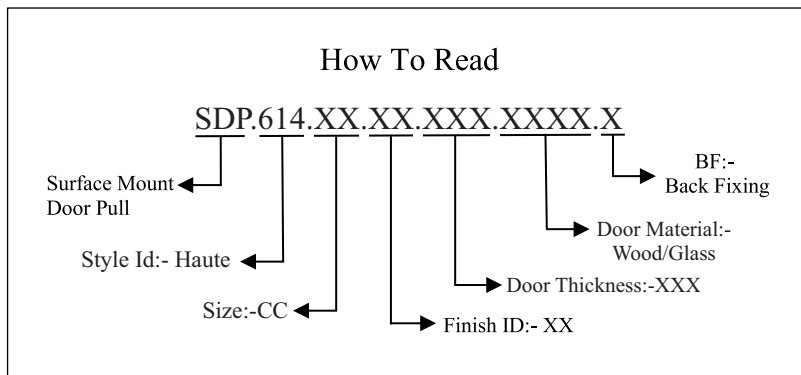 How To Read
SDP.614.XX.XX.XXX.XXXX.X
Surface Mount
Door Pull
BF:-
Back Fixing
Door Material:-
Wood/Glass
Style Id:- Haute
Door Thickness:-XXX
Size:-CC
Finish ID:- XX